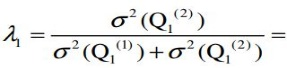 λ₁ = σ²(Q₁⁽²⁾) / σ²(Q₁⁽¹⁾)+σ²(Q₁⁽²⁾) =